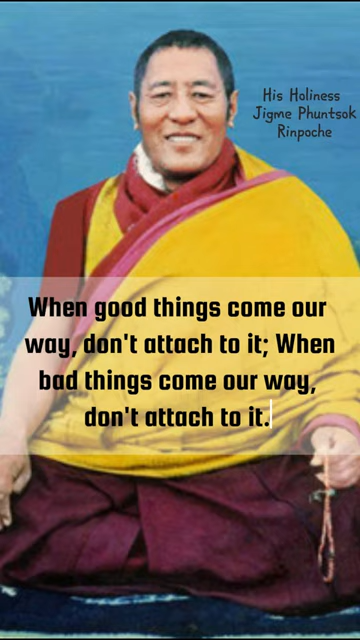 His Holiness
Jigme Phuntsok
Rinpoche
When good things come our
way, don't attach to it; When
bad things come our way,
don't attach to it.